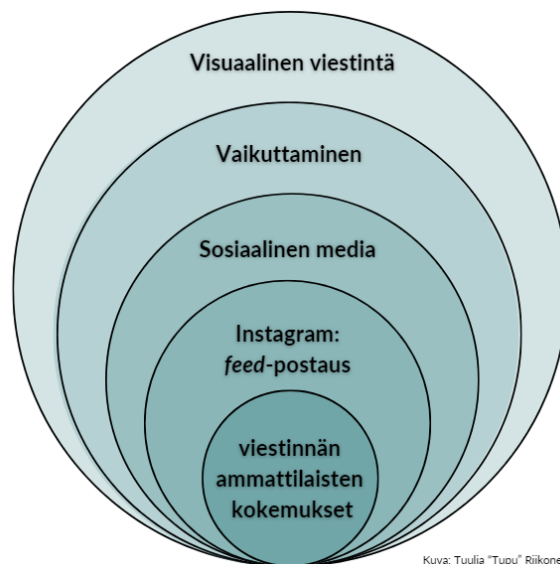 Visuaalinen viestintä
Vaikuttaminen
Sosiaalinen media
Instagram:
feed-postaus
viestinnän
ammattilaisten
kokemukset
Kuva: Tuulia "Tupu" Riikone